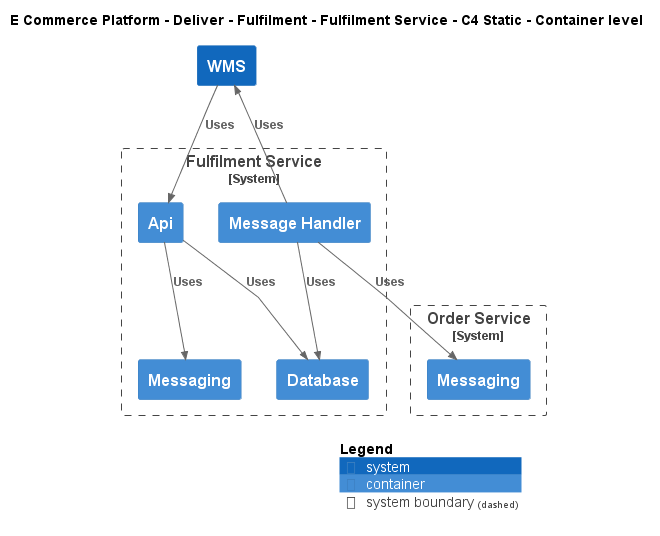 E Commerce Platform - Deliver - Fulfilment - Fulfilment Service - C4 Static - Container level
WMS
Uses
Uses
Fulfilment Service
[System]
Api
Message Handler
Uses
Uses
Uses
Uses
Order Service
[System]
Messaging
Database
Messaging
Legend
system
container
system boundary (dashed)